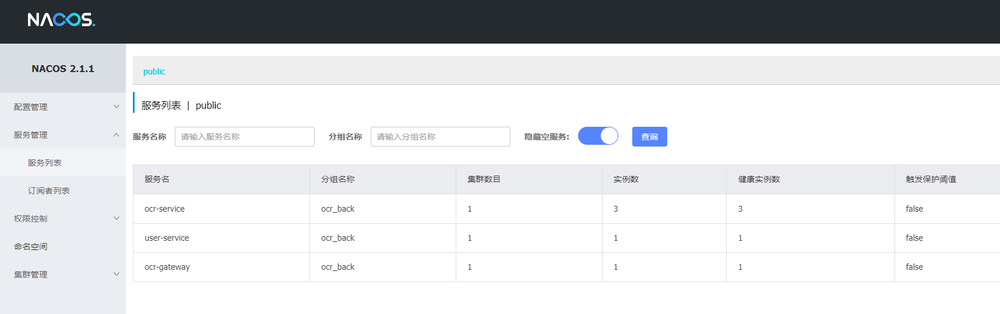 NACOS.
NACOS 2.1.1
配置管理
服务管理
服务列表
订阅者列表
权限控制
命名空间
集群管理
public
服务列表 | public
服务名称 请输入服务名称 分组名称 请输入分组名称 隐藏空服务: 查询
服务名 分组名称 集群数目 实例数 健康实例数 触发保护阈值
ocr-service ocr_back 1 3 3 false
user-service ocr_back 1 1 1 false
ocr-gateway ocr_back 1 1 1 false